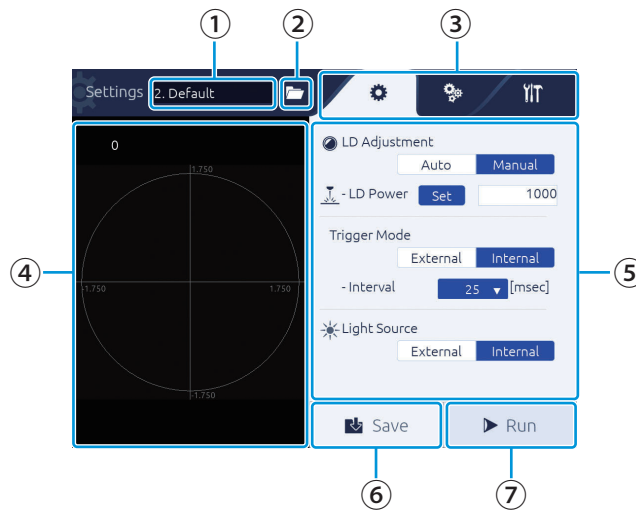 ① ② ③
Settings 2. Default
0
1.750
-1.750 1.750
-1.750
LD Adjustment
Auto Manual
- LD Power Set 1000
Trigger Mode
External Internal
- Interval 25 [msec]
Light Source
External Internal
④ ⑤
Save Run
⑥ ⑦